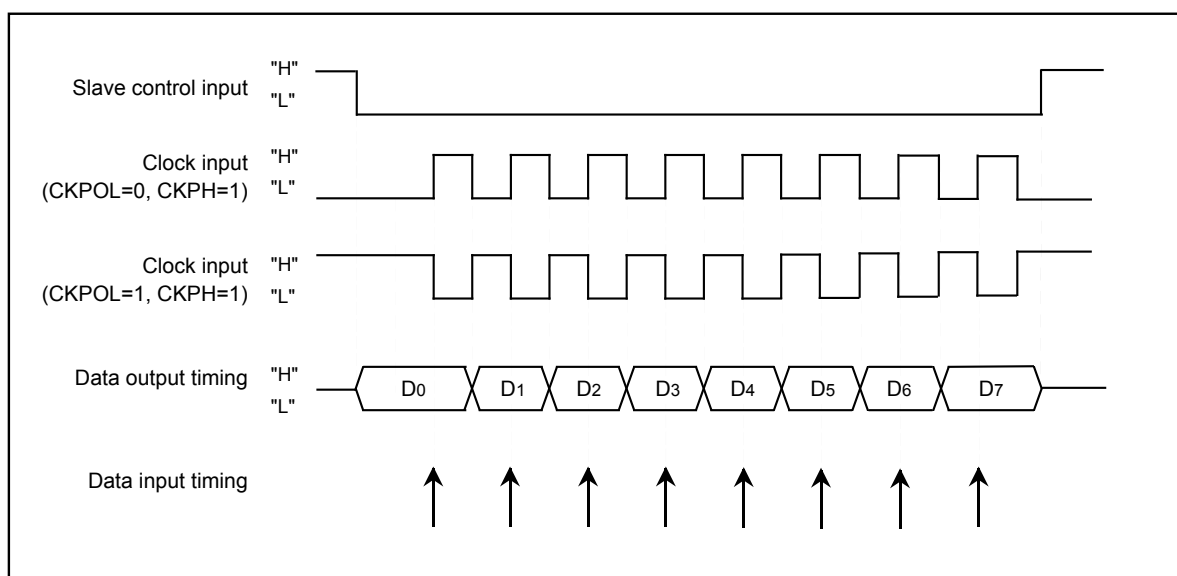 Slave control input
"H"
"L"
Clock input
(CKPOL=0, CKPH=1)
"H"
"L"
Clock input
(CKPOL=1, CKPH=1)
"H"
"L"
Data output timing
"H"
"L"
D0 D1 D2 D3 D4 D5 D6 D7
Data input timing